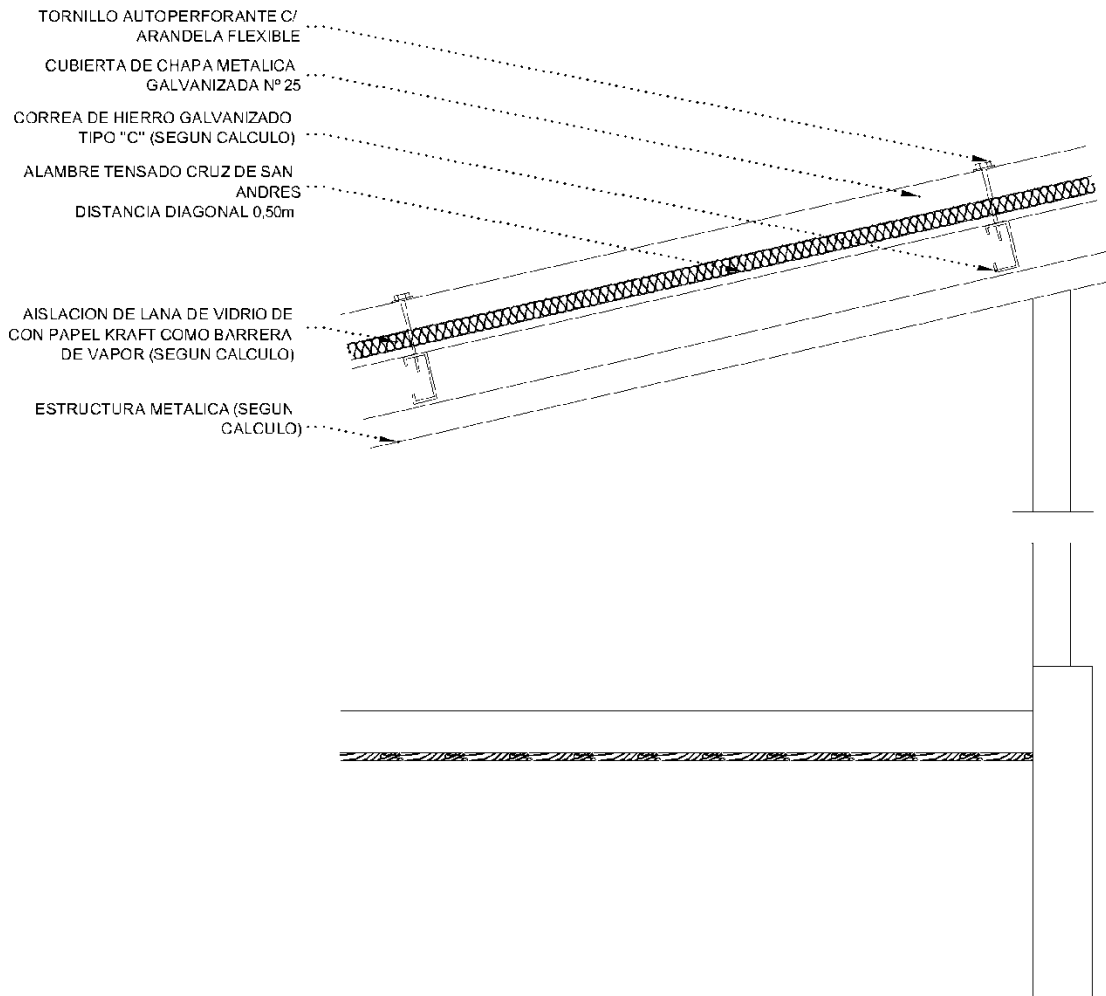 TORNILLO AUTOPERFORANTE C/
ARANDELA FLEXIBLE
CUBIERTA DE CHAPA METALICA
GALVANIZADA Nº 25
CORREA DE HIERRO GALVANIZADO
TIPO "C" (SEGUN CALCULO)
ALAMBRE TENSADO CRUZ DE SAN
ANDRES
DISTANCIA DIAGONAL 0,50m
AISLACION DE LANA DE VIDRIO DE
CON PAPEL KRAFT COMO BARRERA
DE VAPOR (SEGUN CALCULO)
ESTRUCTURA METALICA (SEGUN
CALCULO)